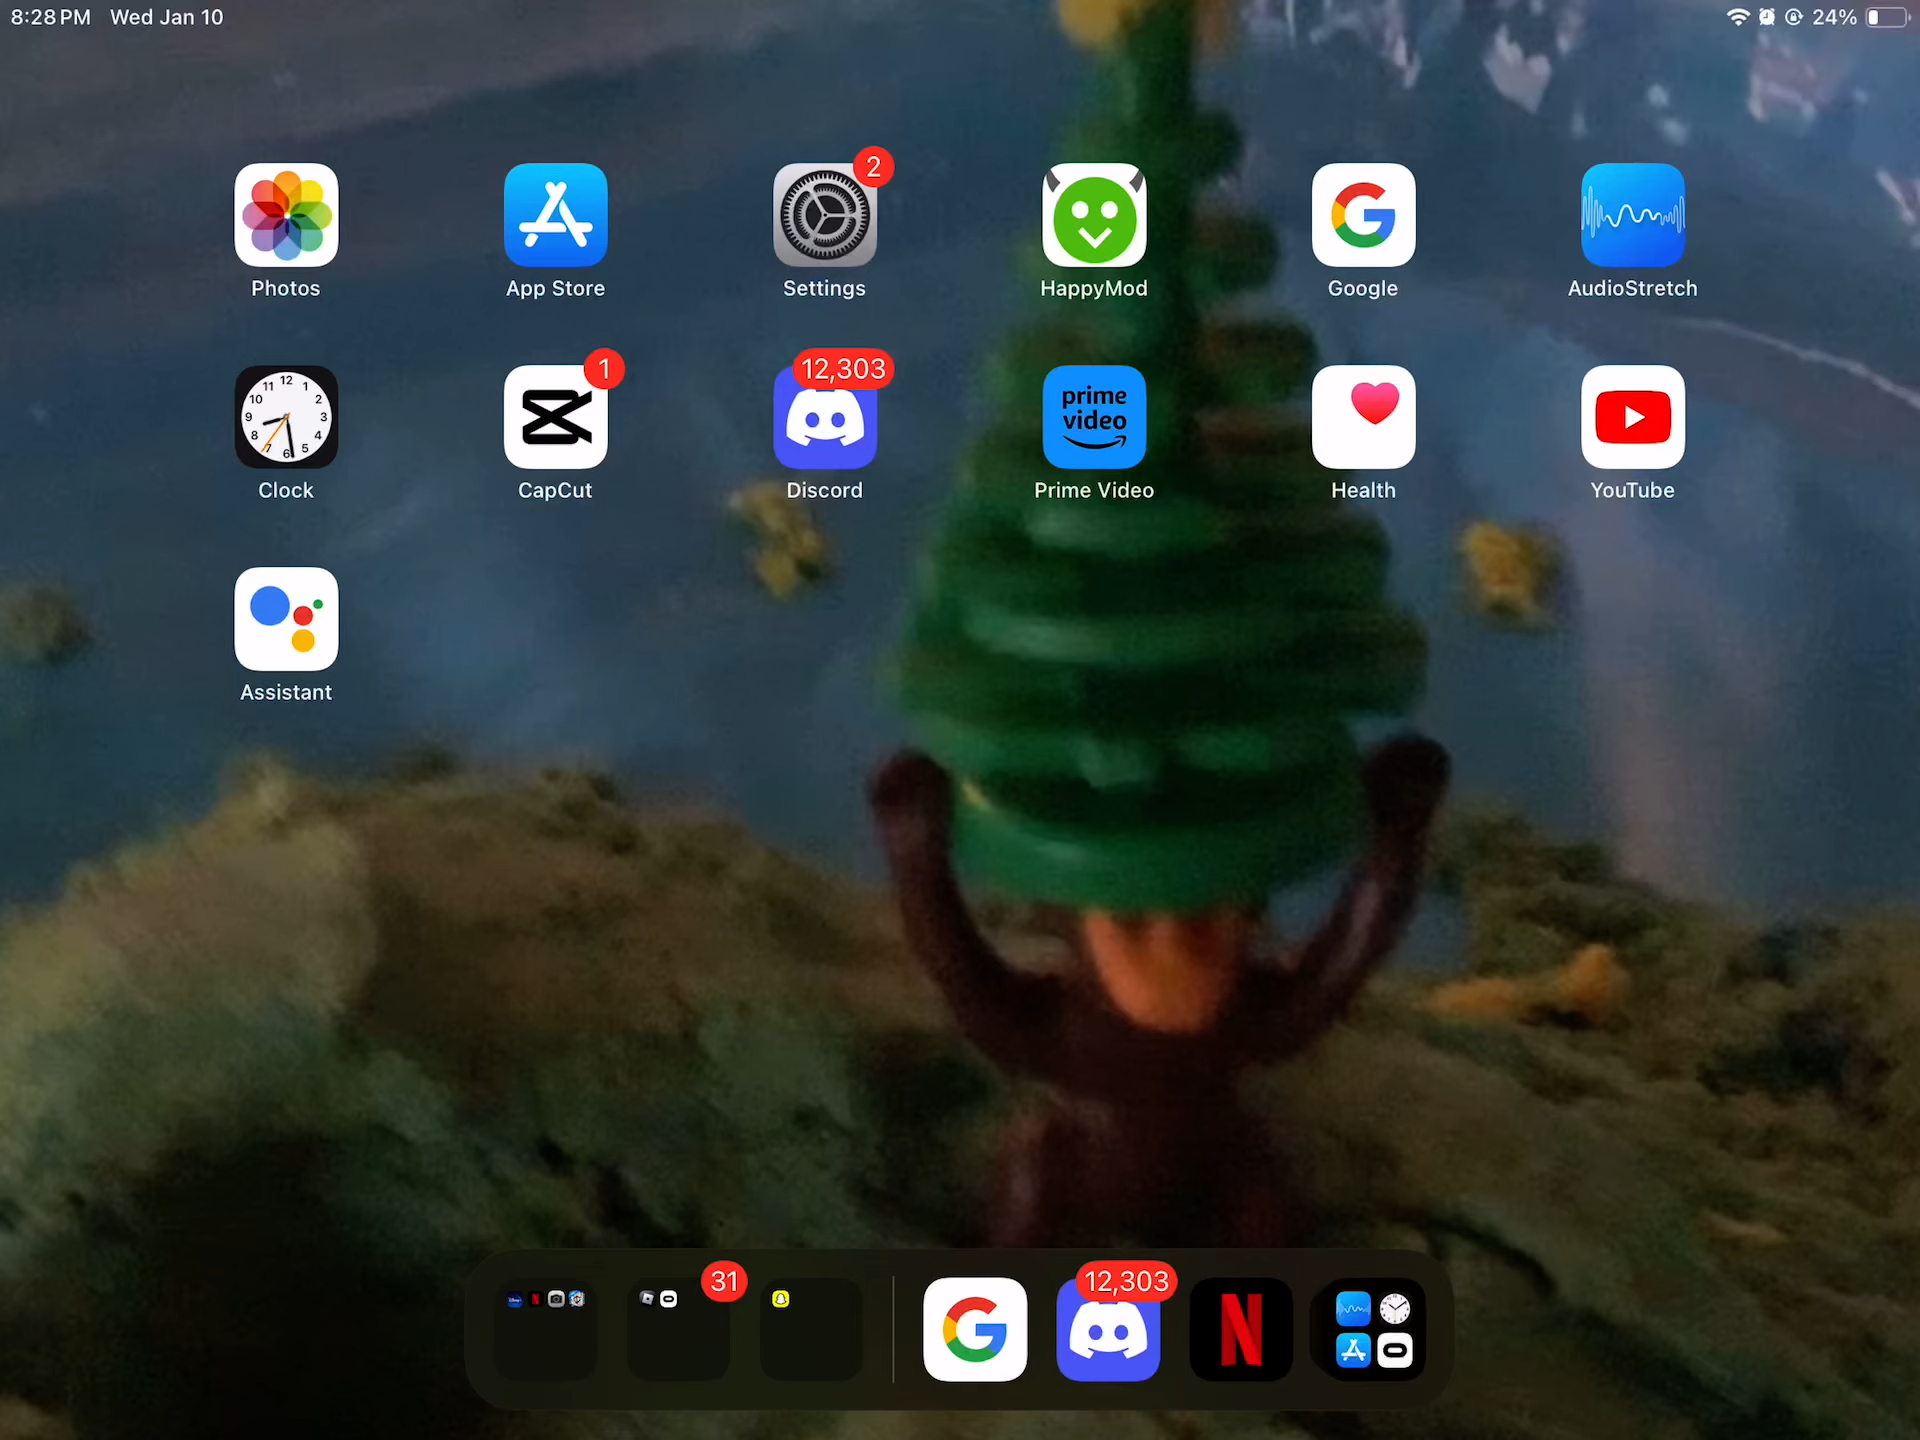 8:28 PM Wed Jan 10
24%
2
Photos
App Store
Settings
HappyMod
Google
AudioStretch
1
12,303
12
11
1
10
2
9
3
8
4
7
6
5
prime
video
Clock
CapCut
Discord
Prime Video
Health
YouTube
Assistant
31
12,303
N